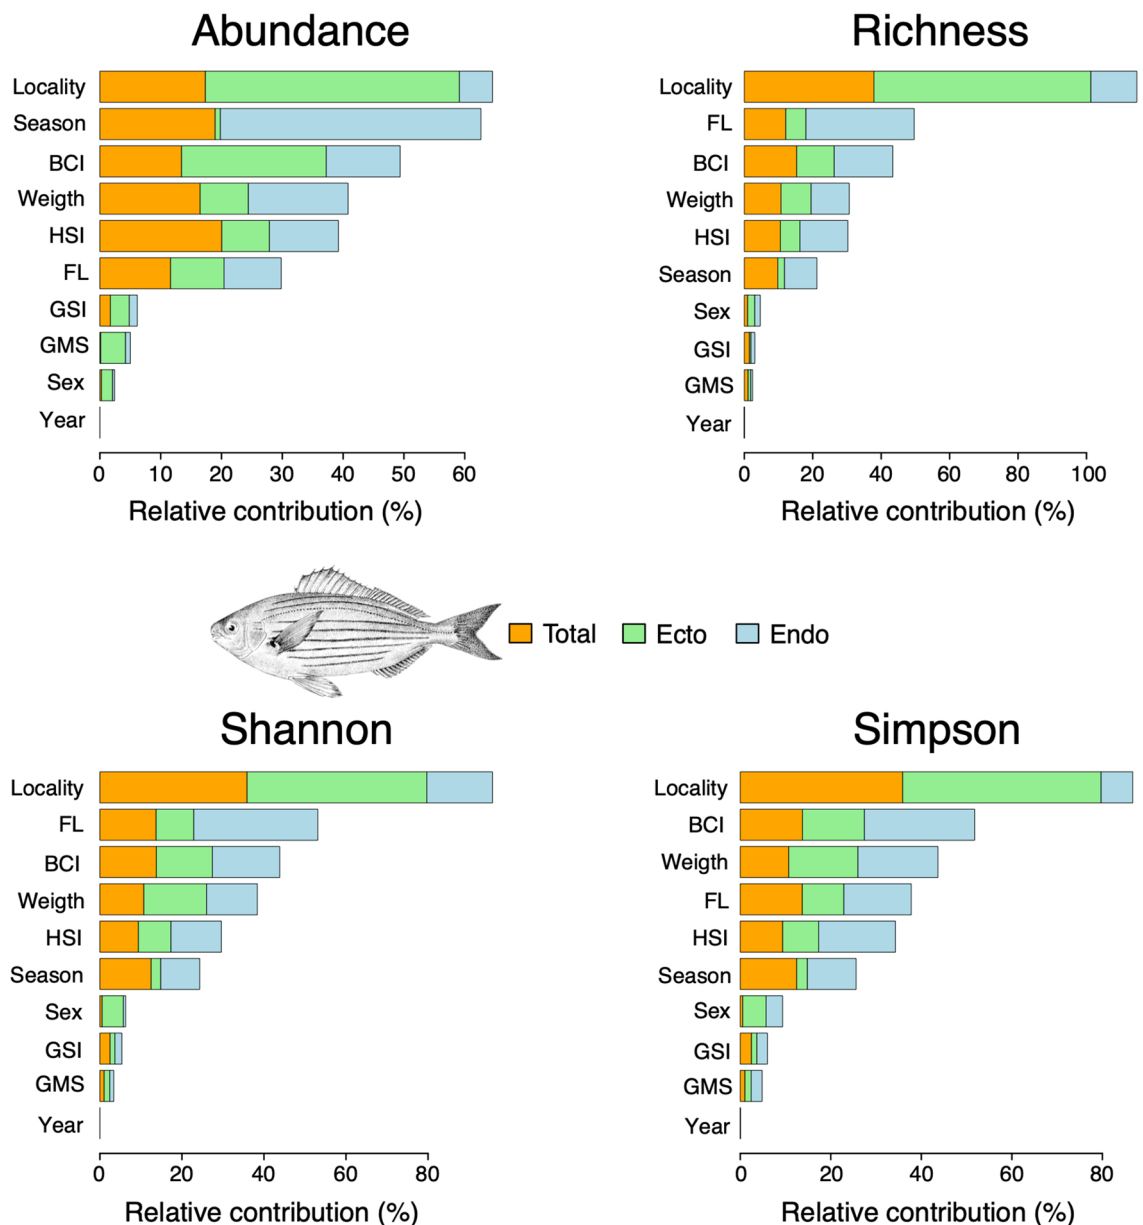 Abundance
Locality
Season
BCI
Weigth
HSI
FL
GSI
GMS
Sex
Year
0 10 20 30 40 50 60
Relative contribution (%)
Richness
Locality
FL
BCI
Weigth
HSI
Season
Sex
GSI
GMS
Year
0 20 40 60 80 100
Relative contribution (%)
Total Ecto Endo
Shannon
Locality
FL
BCI
Weigth
HSI
Season
Sex
GSI
GMS
Year
0 20 40 60 80
Relative contribution (%)
Simpson
Locality
BCI
Weigth
FL
HSI
Season
Sex
GSI
GMS
Year
0 20 40 60 80
Relative contribution (%)